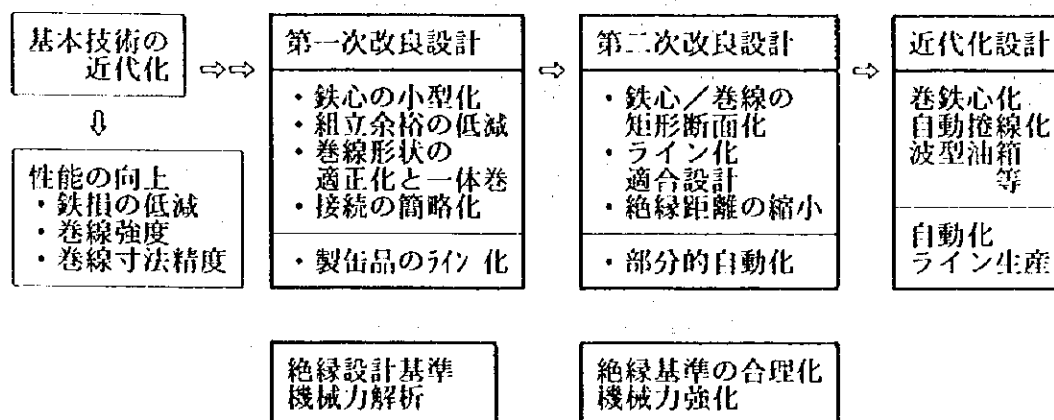 基本技術の
近代化
⇨⇨
⇩
性能の向上
・鉄損の低減
・巻線強度
・巻線寸法精度
第一次改良設計
・鉄心の小型化
・組立余裕の低減
・巻線形状の
適正化と一体巻
・接続の簡略化
・製缶品のライン 化
⇨
第二次改良設計
・鉄心／巻線の
矩形断面化
・ライン化
適合設計
・絶縁距離の縮小
・部分的自動化
⇨
近代化設計
巻鉄心化
自動捲線化
波型油箱
等
自動化
ライン生産
絶縁設計基準
機械力解析
絶縁基準の合理化
機械力強化